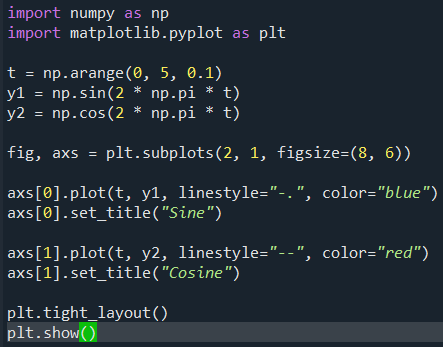 import numpy as np
import matplotlib.pyplot as plt
t = np.arange(0, 5, 0.1)
y1 = np.sin(2 * np.pi * t)
y2 = np.cos(2 * np.pi * t)
fig, axs = plt.subplots(2, 1, figsize=(8, 6))
axs[0].plot(t, y1, linestyle="-.", color="blue")
axs[0].set_title("Sine")
axs[1].plot(t, y2, linestyle="--", color="red")
axs[1].set_title("Cosine")
plt.tight_layout()
plt.show()